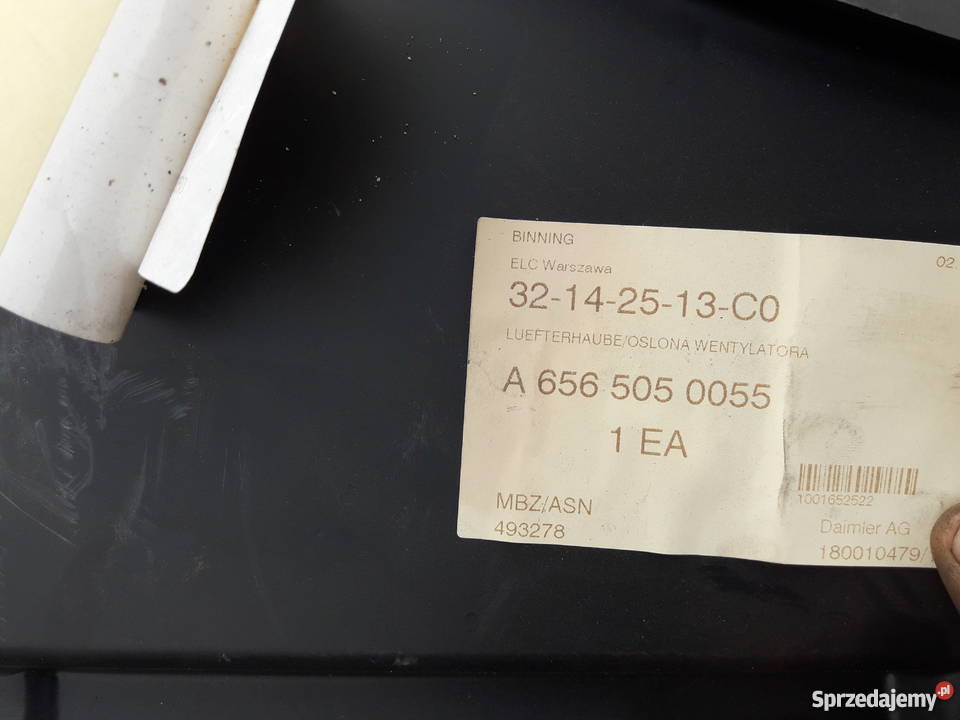 BINNING
02.
ELC Warszawa
32-14-25-13-C0
LUEFTERHAUBE/OSLONA WENTYLATORA
A 656 505 0055
1 EA
1001652522
MBZ/ASN
Daimler AG
493278
180010479/
Sprzedajemy.pl